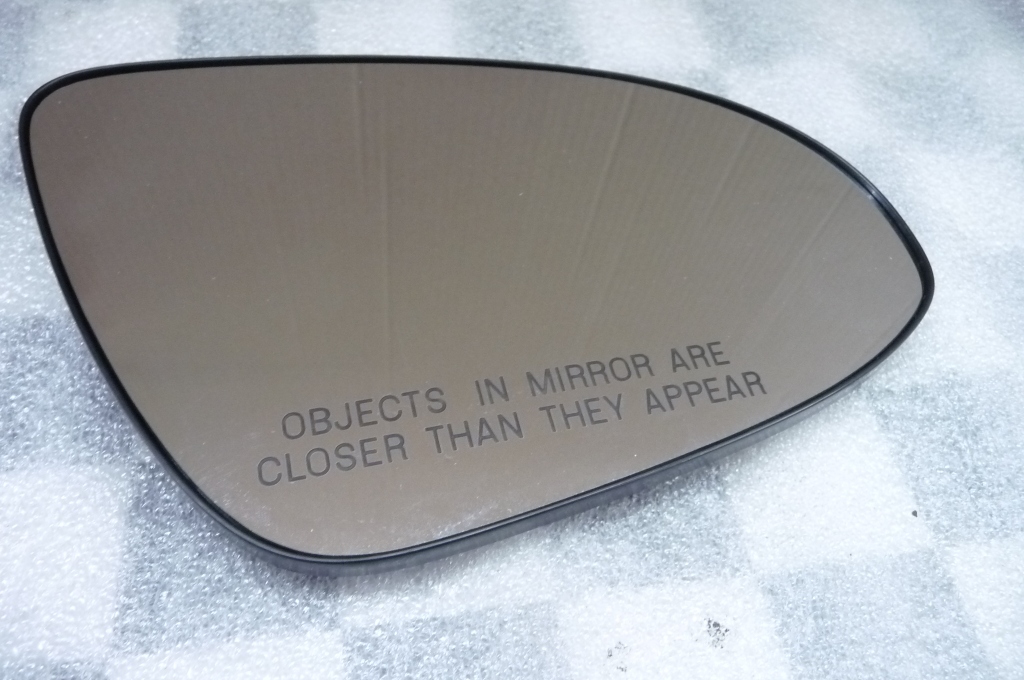 OBJECTS IN MIRROR ARE
CLOSER THAN THEY APPEAR